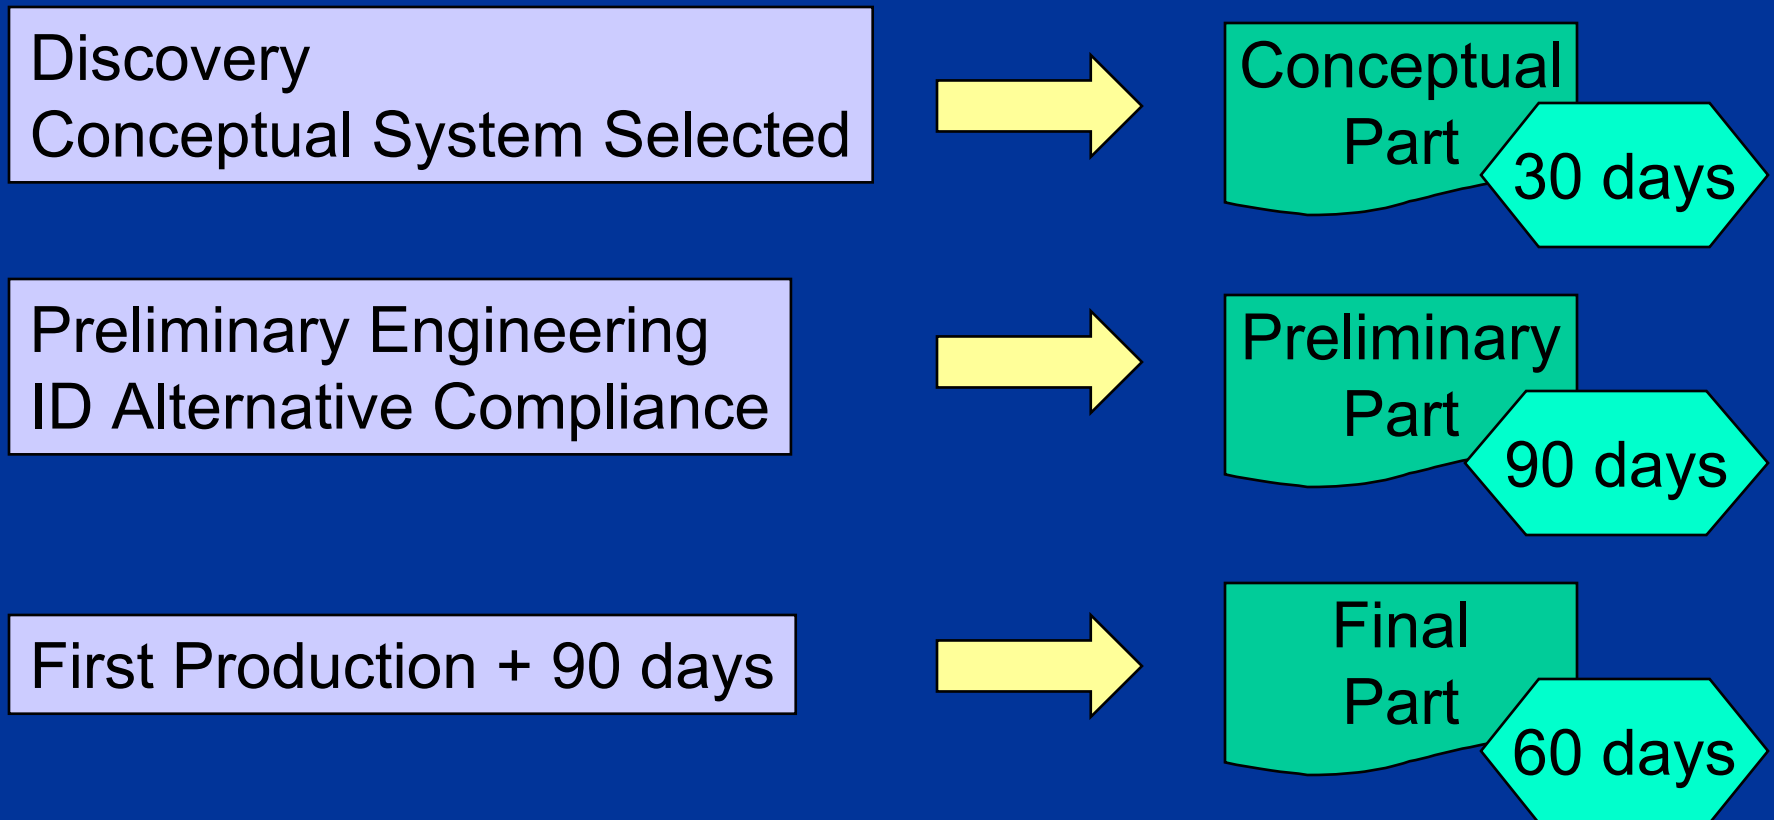 Discovery
Conceptual System Selected
Conceptual
Part
30 days
Preliminary Engineering
ID Alternative Compliance
Preliminary
Part
90 days
First Production + 90 days
Final
Part
60 days